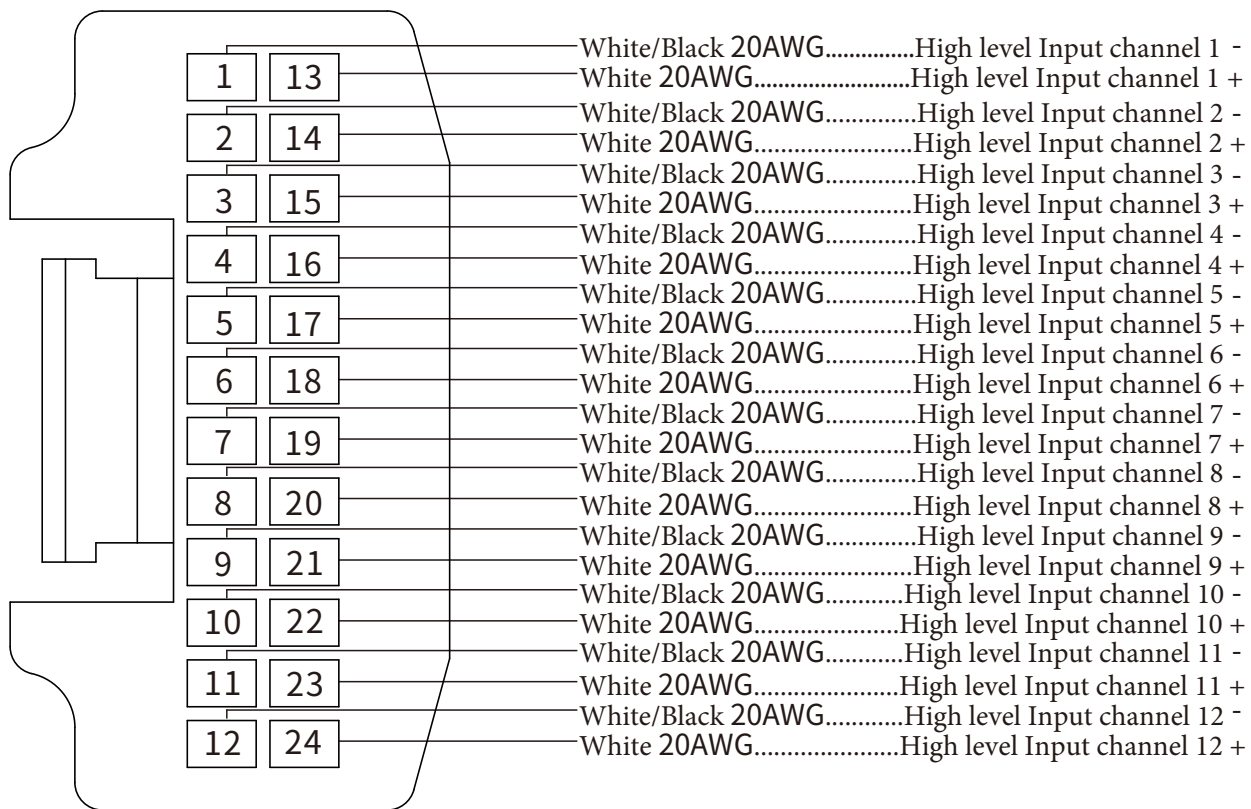 White/Black 20AWG...............High level Input channel 1 -
1 13
White 20AWG..........................High level Input channel 1 +
White/Black 20AWG...............High level Input channel 2 -
2 14
White 20AWG..........................High level Input channel 2 +
White/Black 20AWG...............High level Input channel 3 -
3 15
White 20AWG..........................High level Input channel 3 +
White/Black 20AWG...............High level Input channel 4 -
4 16
White 20AWG..........................High level Input channel 4 +
White/Black 20AWG...............High level Input channel 5 -
5 17
White 20AWG..........................High level Input channel 5 +
White/Black 20AWG...............High level Input channel 6 -
6 18
White 20AWG..........................High level Input channel 6 +
White/Black 20AWG...............High level Input channel 7 -
7 19
White 20AWG..........................High level Input channel 7 +
White/Black 20AWG...............High level Input channel 8 -
8 20
White 20AWG..........................High level Input channel 8 +
White/Black 20AWG...............High level Input channel 9 -
9 21
White 20AWG..........................High level Input channel 9 +
White/Black 20AWG.............High level Input channel 10 -
10 22
White 20AWG........................High level Input channel 10 +
White/Black 20AWG.............High level Input channel 11 -
11 23
White 20AWG........................High level Input channel 11 +
White/Black 20AWG.............High level Input channel 12 -
12 24
White 20AWG........................High level Input channel 12 +